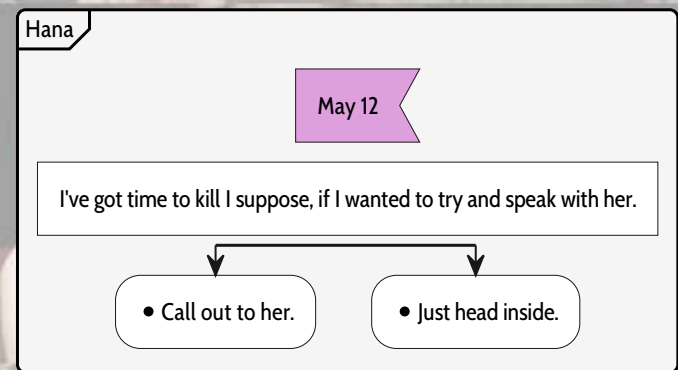 Hana
May 12
I've got time to kill I suppose, if I wanted to try and speak with her.
• Call out to her.
• Just head inside.